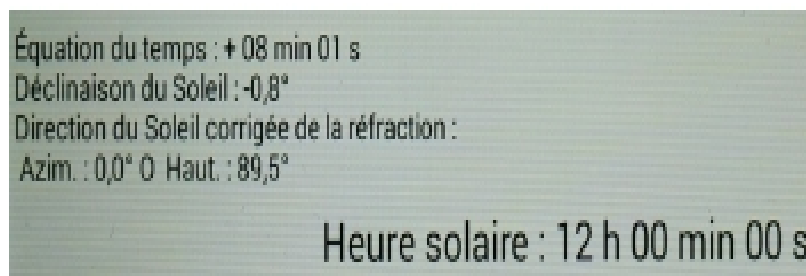 Équation du temps : + 08 min 01 s
Déclinaison du Soleil : -0,8°
Direction du Soleil corrigée de la réfraction :
Azim. : 0,0° O Haut. : 89,5°
Heure solaire : 12 h 00 min 00 s